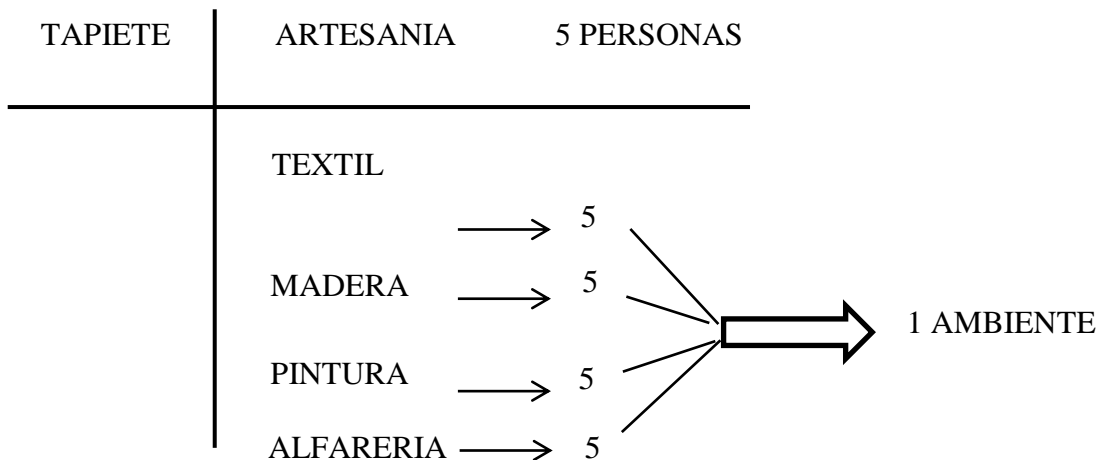 TAPIETE ARTESANIA 5 PERSONAS
TEXTIL
5
MADERA 5
1 AMBIENTE
PINTURA 5
ALFARERIA 5